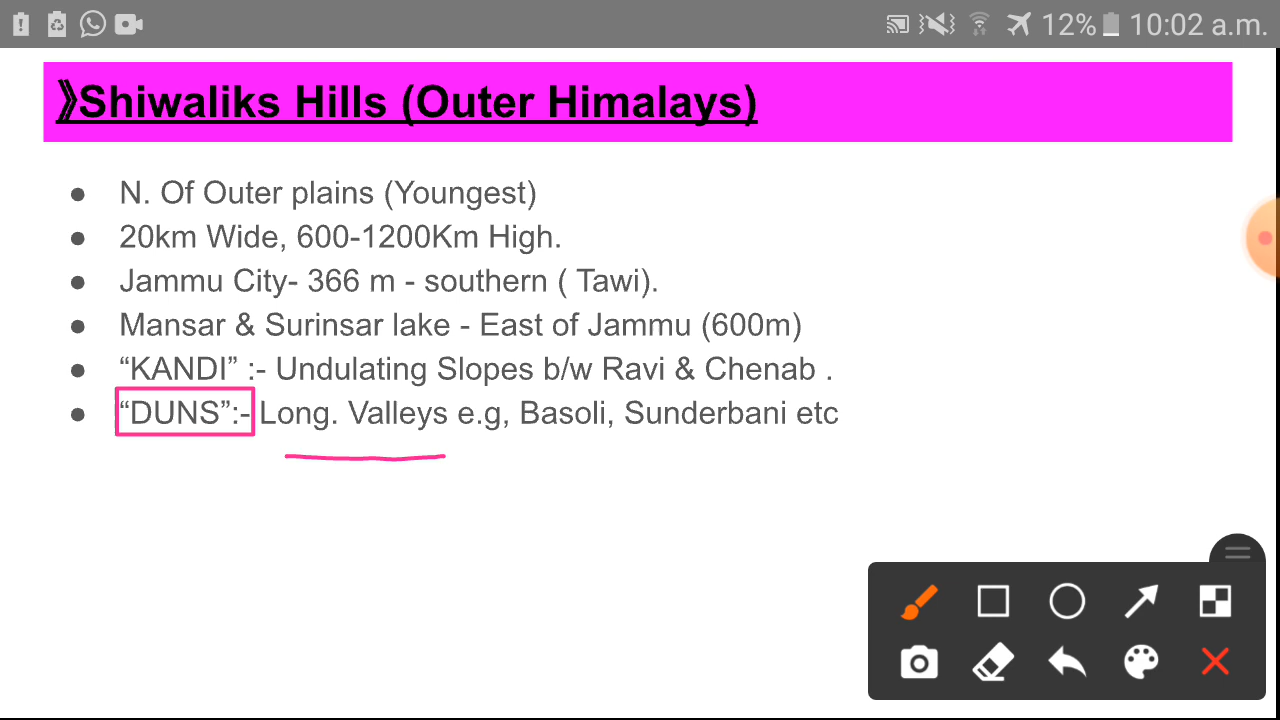 12% 10:02 a.m.
》Shiwaliks Hills (Outer Himalays)
● N. Of Outer plains (Youngest)
● 20km Wide, 600-1200Km High.
● Jammu City- 366 m - southern ( Tawi).
● Mansar & Surinsar lake - East of Jammu (600m)
● “KANDI” :- Undulating Slopes b/w Ravi & Chenab .
● “DUNS”:- Long. Valleys e.g, Basoli, Sunderbani etc